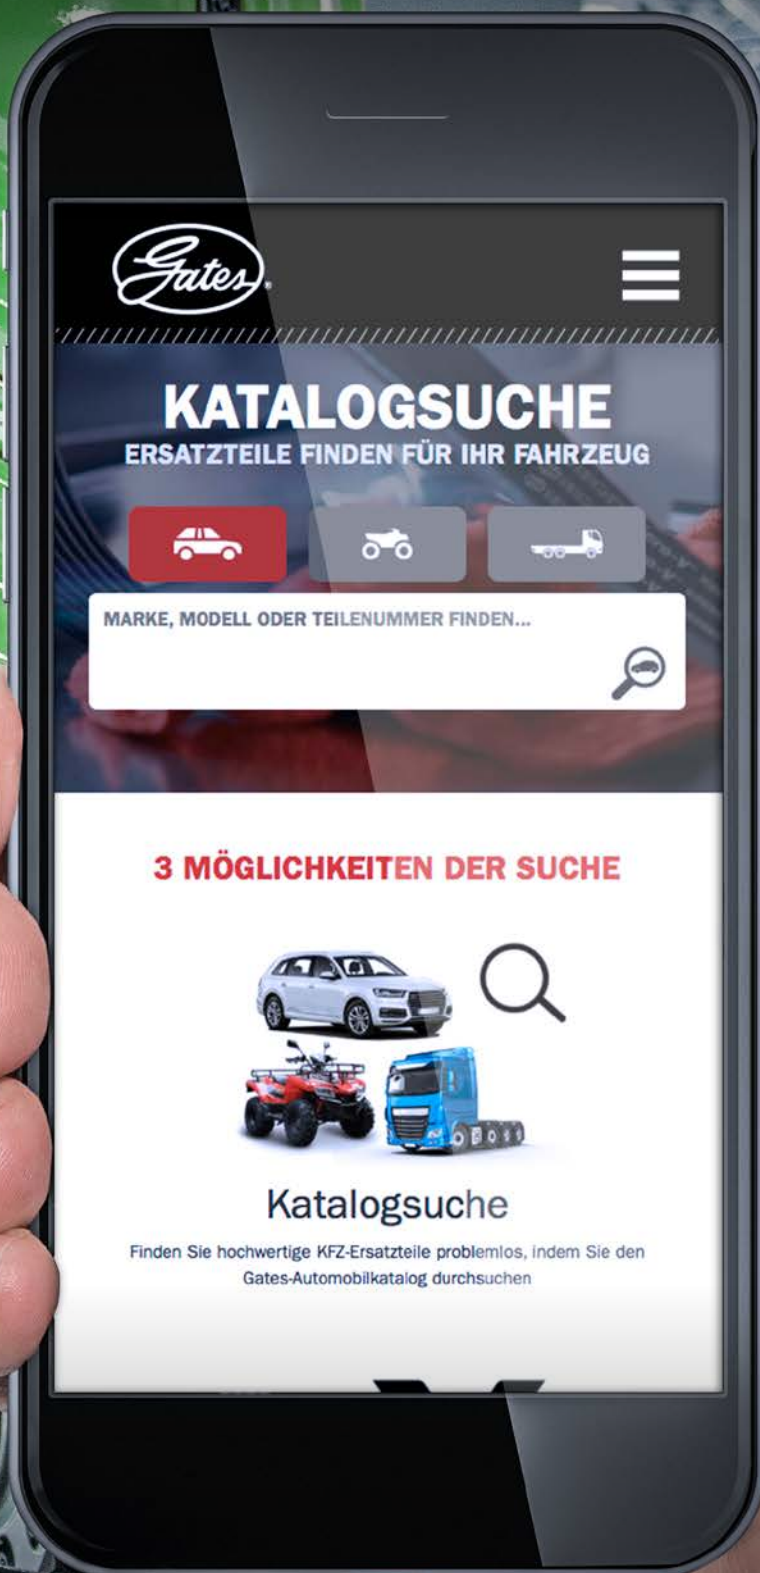 Gates
KATALOGSUCHE
ERSATZTEILE FINDEN FÜR IHR FAHRZEUG
MARKE, MODELL ODER TEILENUMMER FINDEN...
3 MÖGLICHKEITEN DER SUCHE
Katalogsuche
Finden Sie hochwertige KFZ-Ersatzteile problemlos, indem Sie den
Gates-Automobilkatalog durchsuchen